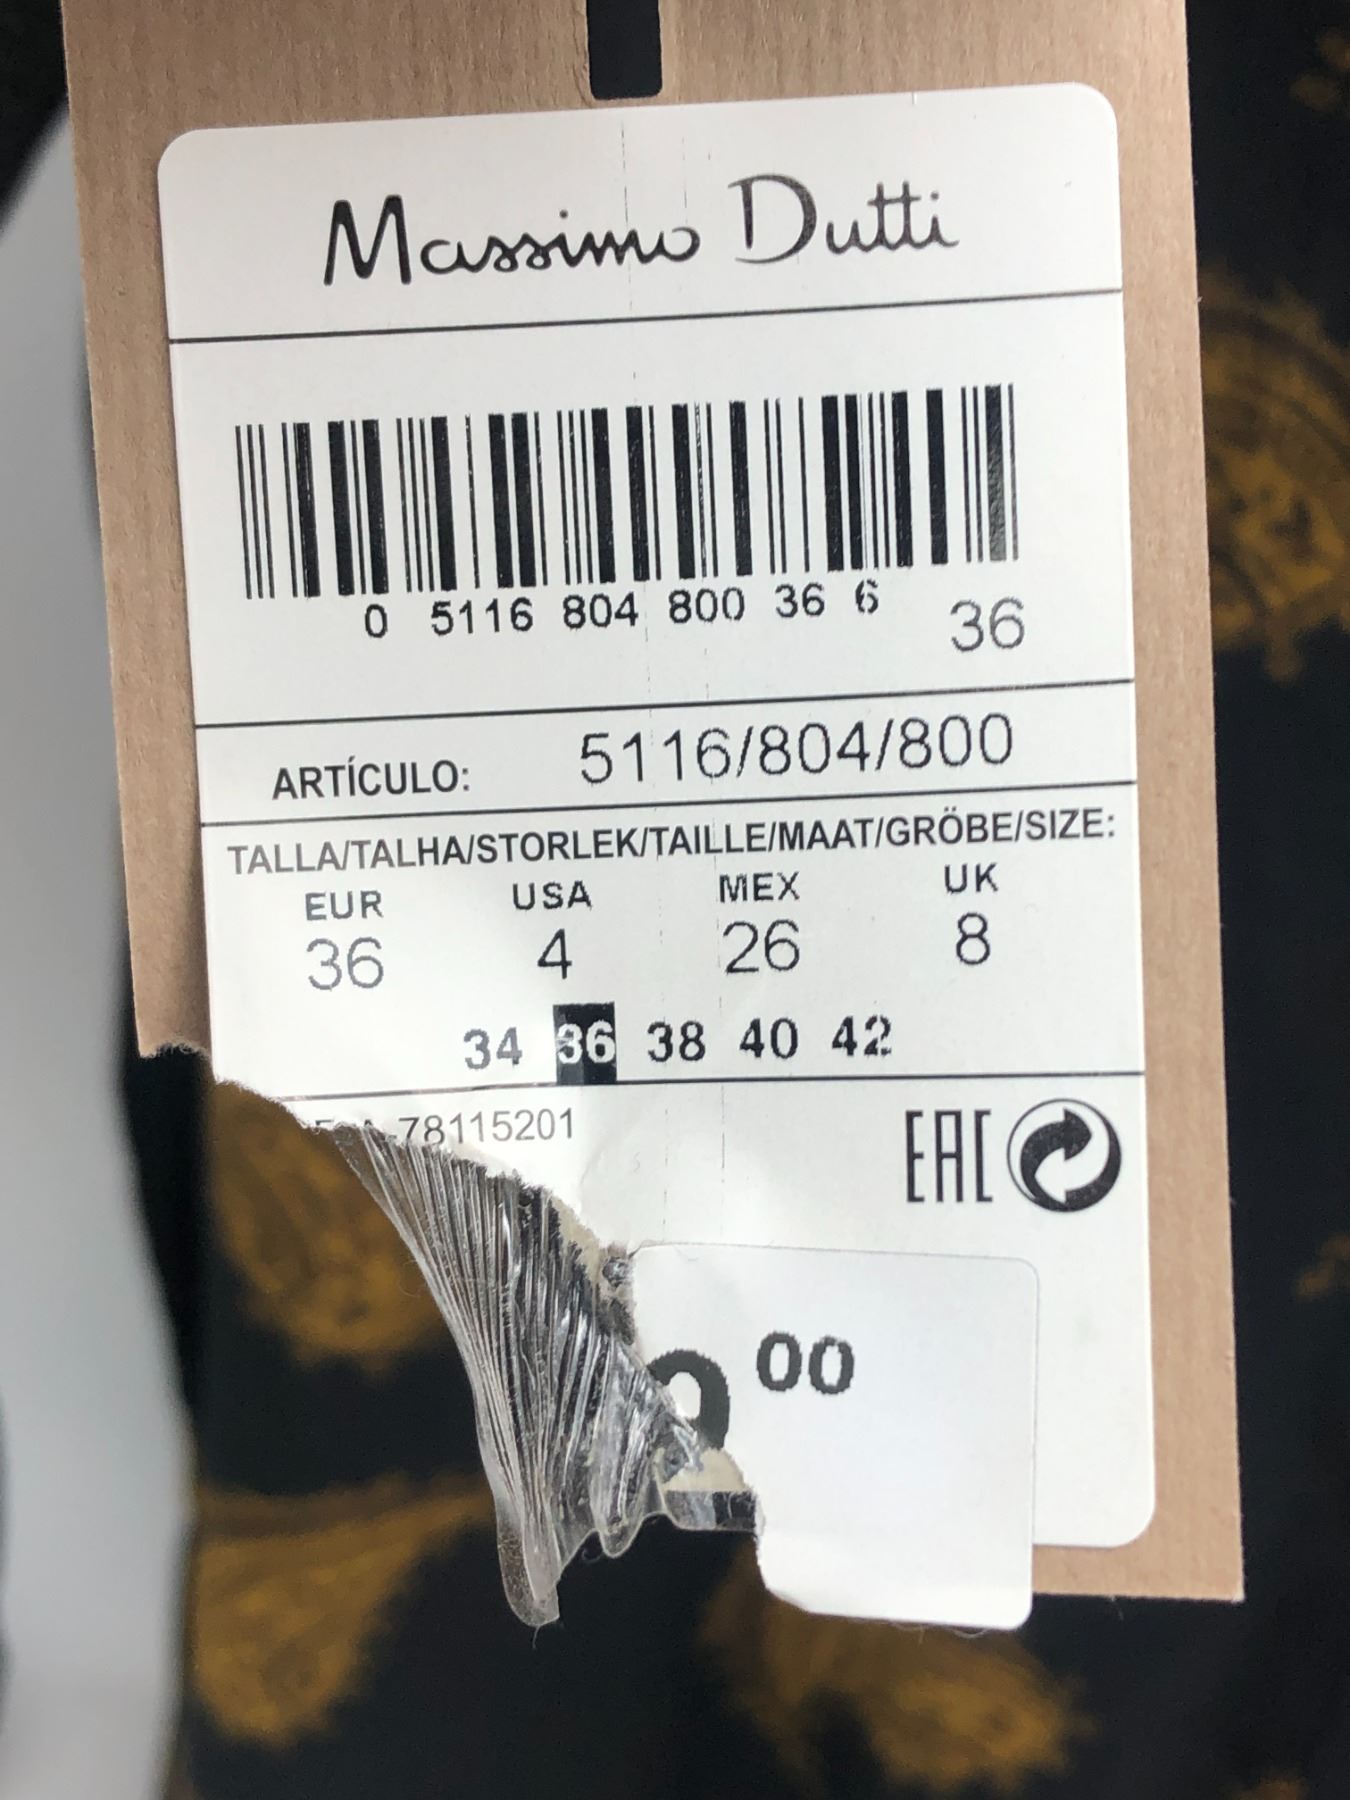 Massimo Dutti
0 5116 804 800 36 6
36
ARTÍCULO: 5116/804/800
TALLA/TALHA/STORLEK/TAILLE/MAAT/GRÖBE/SIZE:
EUR USA MEX UK
36 4 26 8
34 36 38 40 42
78115201
EAC
00